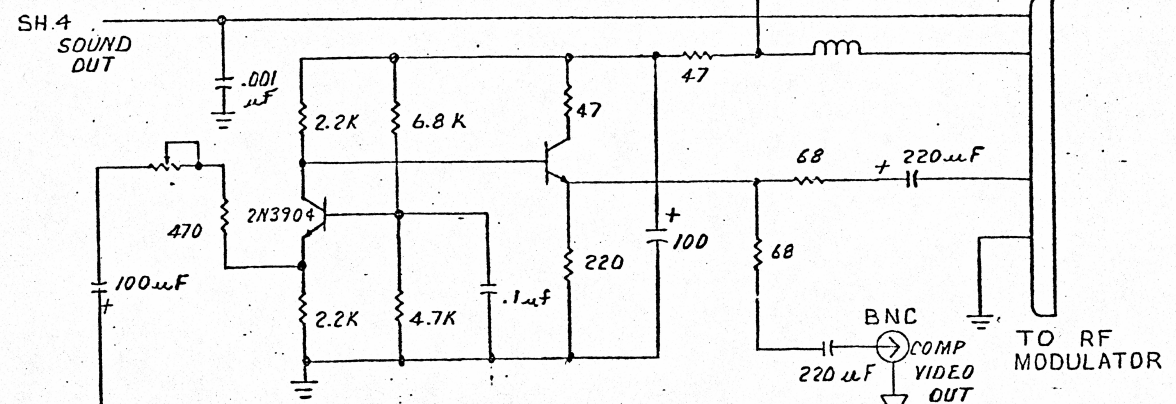 SH.4
SOUND
OUT
.001
uF
47
2.2K
6.8 K
47
68
+ 220uF
2N3904
470
+
100
220
68
100uF
+
.1uf
2.2K
4.7K
BNC
COMP
VIDEO
OUT
220 uF
TO RF
MODULATOR